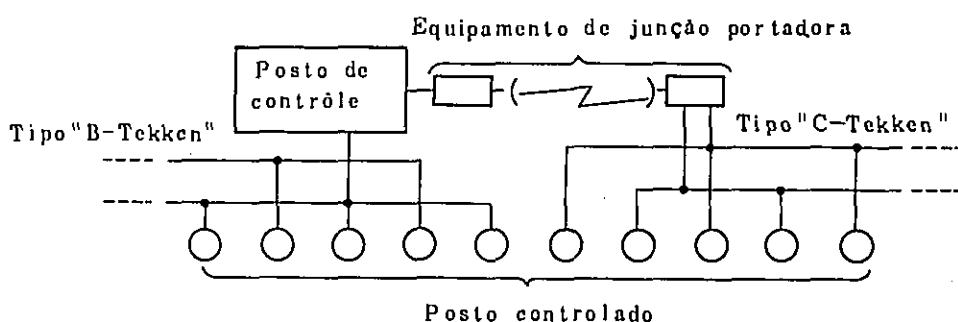 Equipamento de junção portadora
Posto de
contrôle
Tipo"B-Tekken"
Tipo"C-Tekken"
Posto controlado